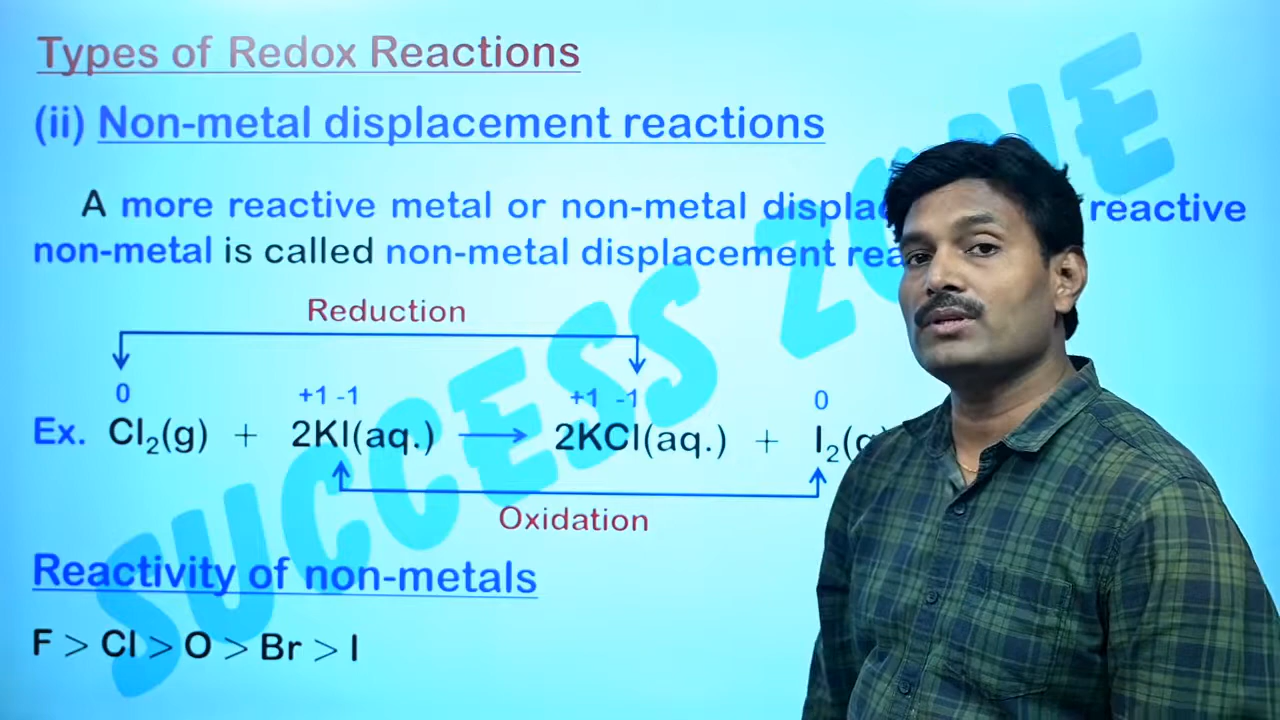 Types of Redox Reactions
(ii) Non-metal displacement reactions
A more reactive metal or non-metal reactive
non-metal is called non-metal displacement
Reduction
0 +1 -1 +1 -1 0
Ex. Cl₂(g) + 2KI(aq.) → 2KCl(aq.) + I₂(
Oxidation
Reactivity of non-metals
F > Cl > O > Br > I
SUCCESS ZONE